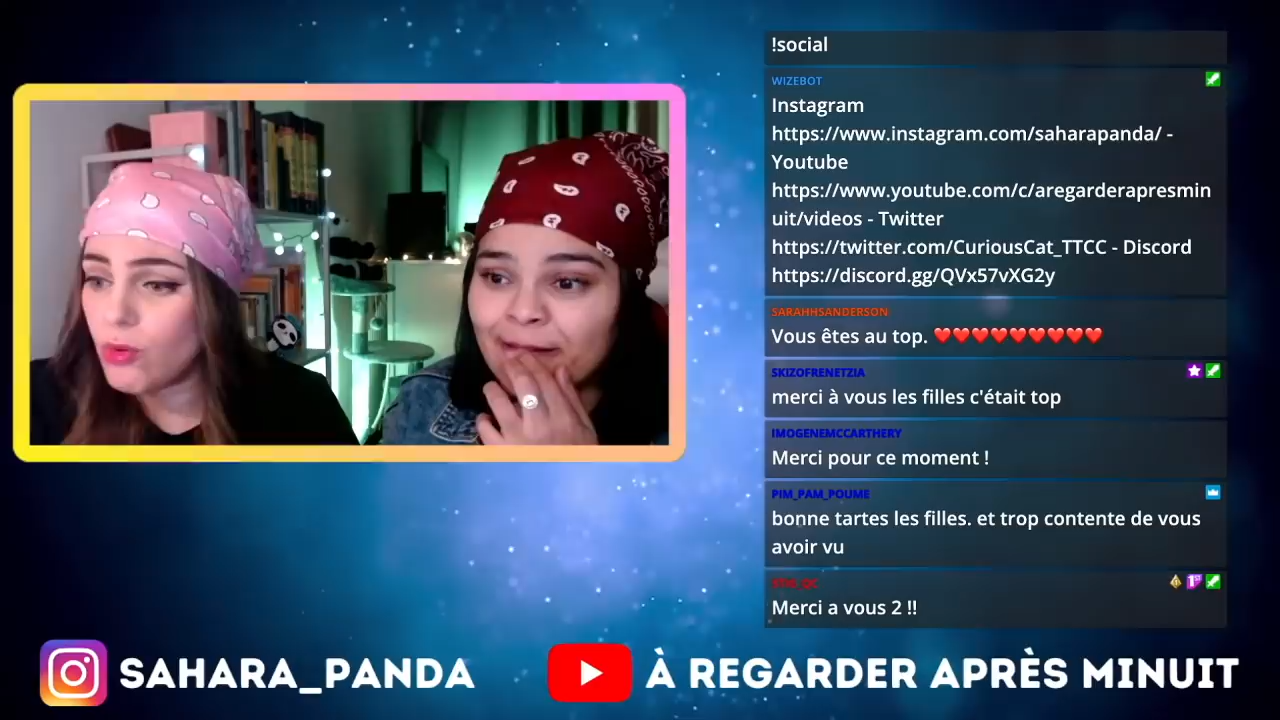 !social
WIZEBOT
Instagram
https://www.instagram.com/saharapanda/ -
Youtube
https://www.youtube.com/c/aregarderapresmin
uit/videos - Twitter
https://twitter.com/CuriousCat_TTCC - Discord
https://discord.gg/QVx57vXG2y
SARAHHSANDERSON
Vous êtes au top. ❤️❤️❤️❤️❤️❤️❤️❤️❤️
SKIZOFRENETZIA
merci à vous les filles c'était top
IMOGENEMCCARTHERY
Merci pour ce moment !
PIM_PAM_POUME
bonne tartes les filles. et trop contente de vous
avoir vu
Merci a vous 2 !!
SAHARA_PANDA
À REGARDER APRÈS MINUIT